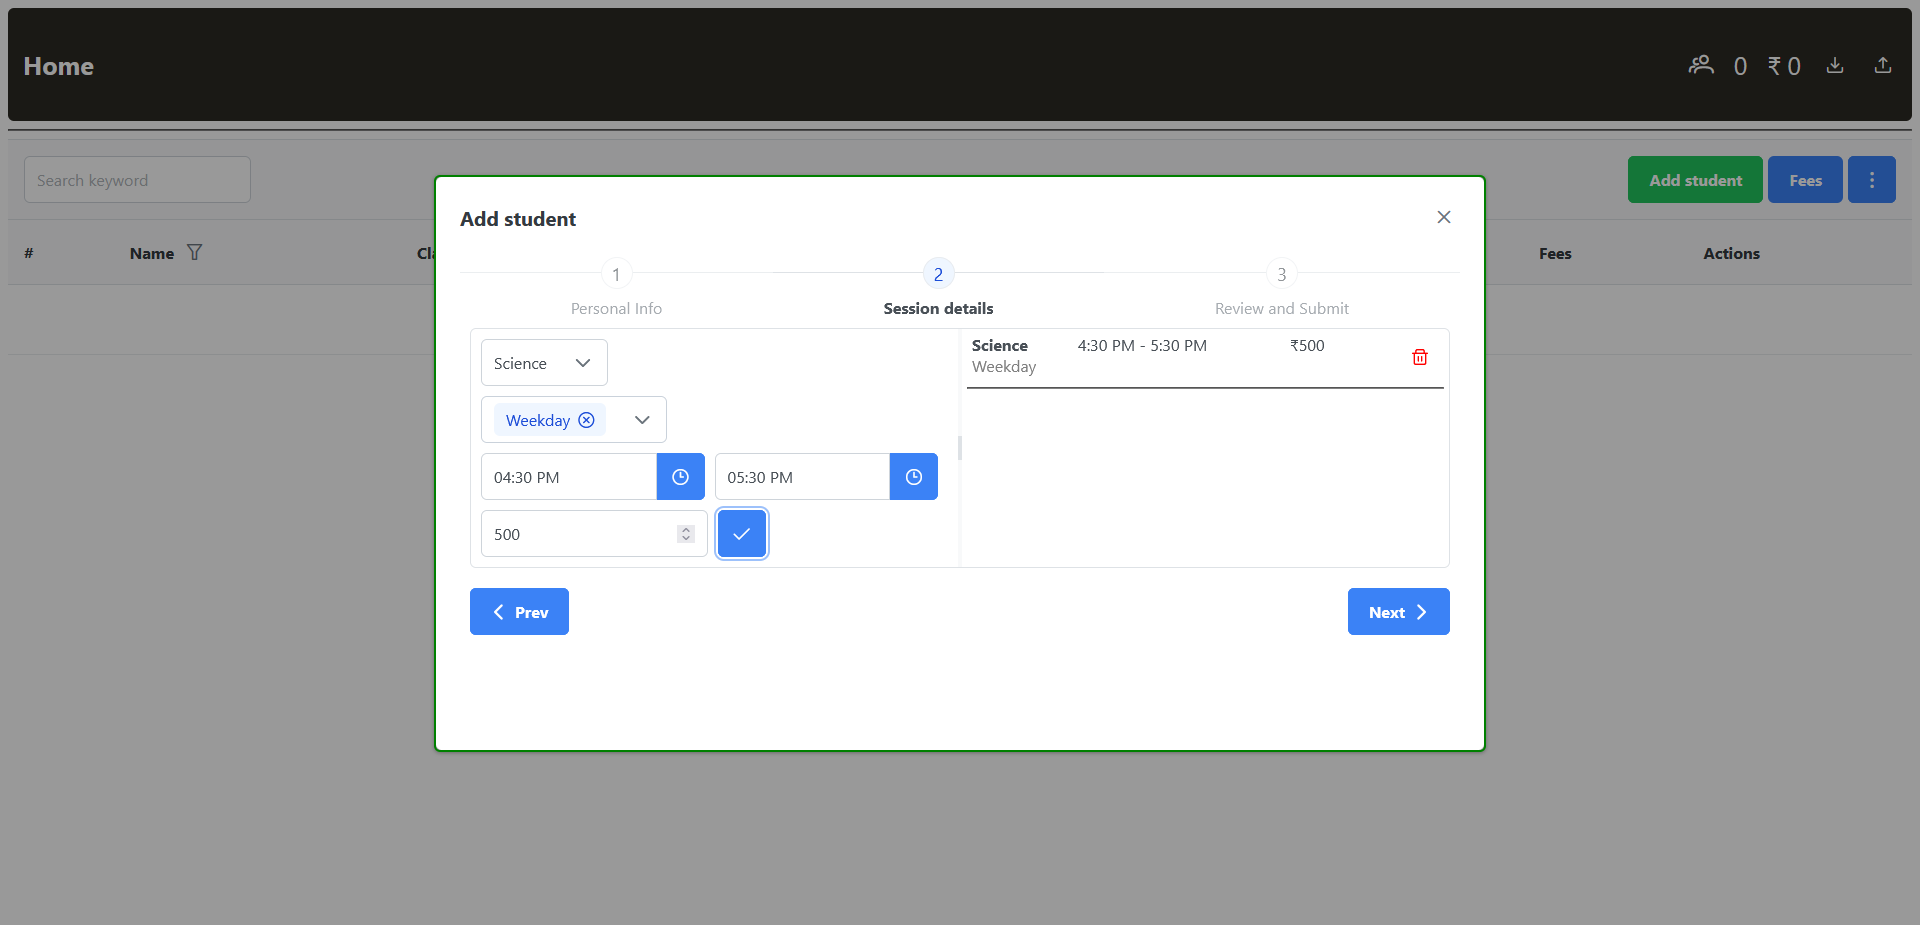 Home
0 ₹ 0
Search keyword
Add student
Fees
# Name Fees Actions
Add student
1 2 3
Personal Info Session details Review and Submit
Science
Weekday
04:30 PM 05:30 PM
500
Science 4:30 PM - 5:30 PM ₹500
Weekday
Prev Next